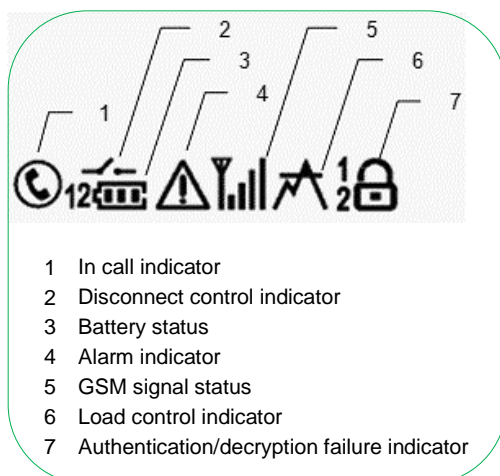 2
5
3
6
4
7
1
12
1
2
1 In call indicator
2 Disconnect control indicator
3 Battery status
4 Alarm indicator
5 GSM signal status
6 Load control indicator
7 Authentication/decryption failure indicator